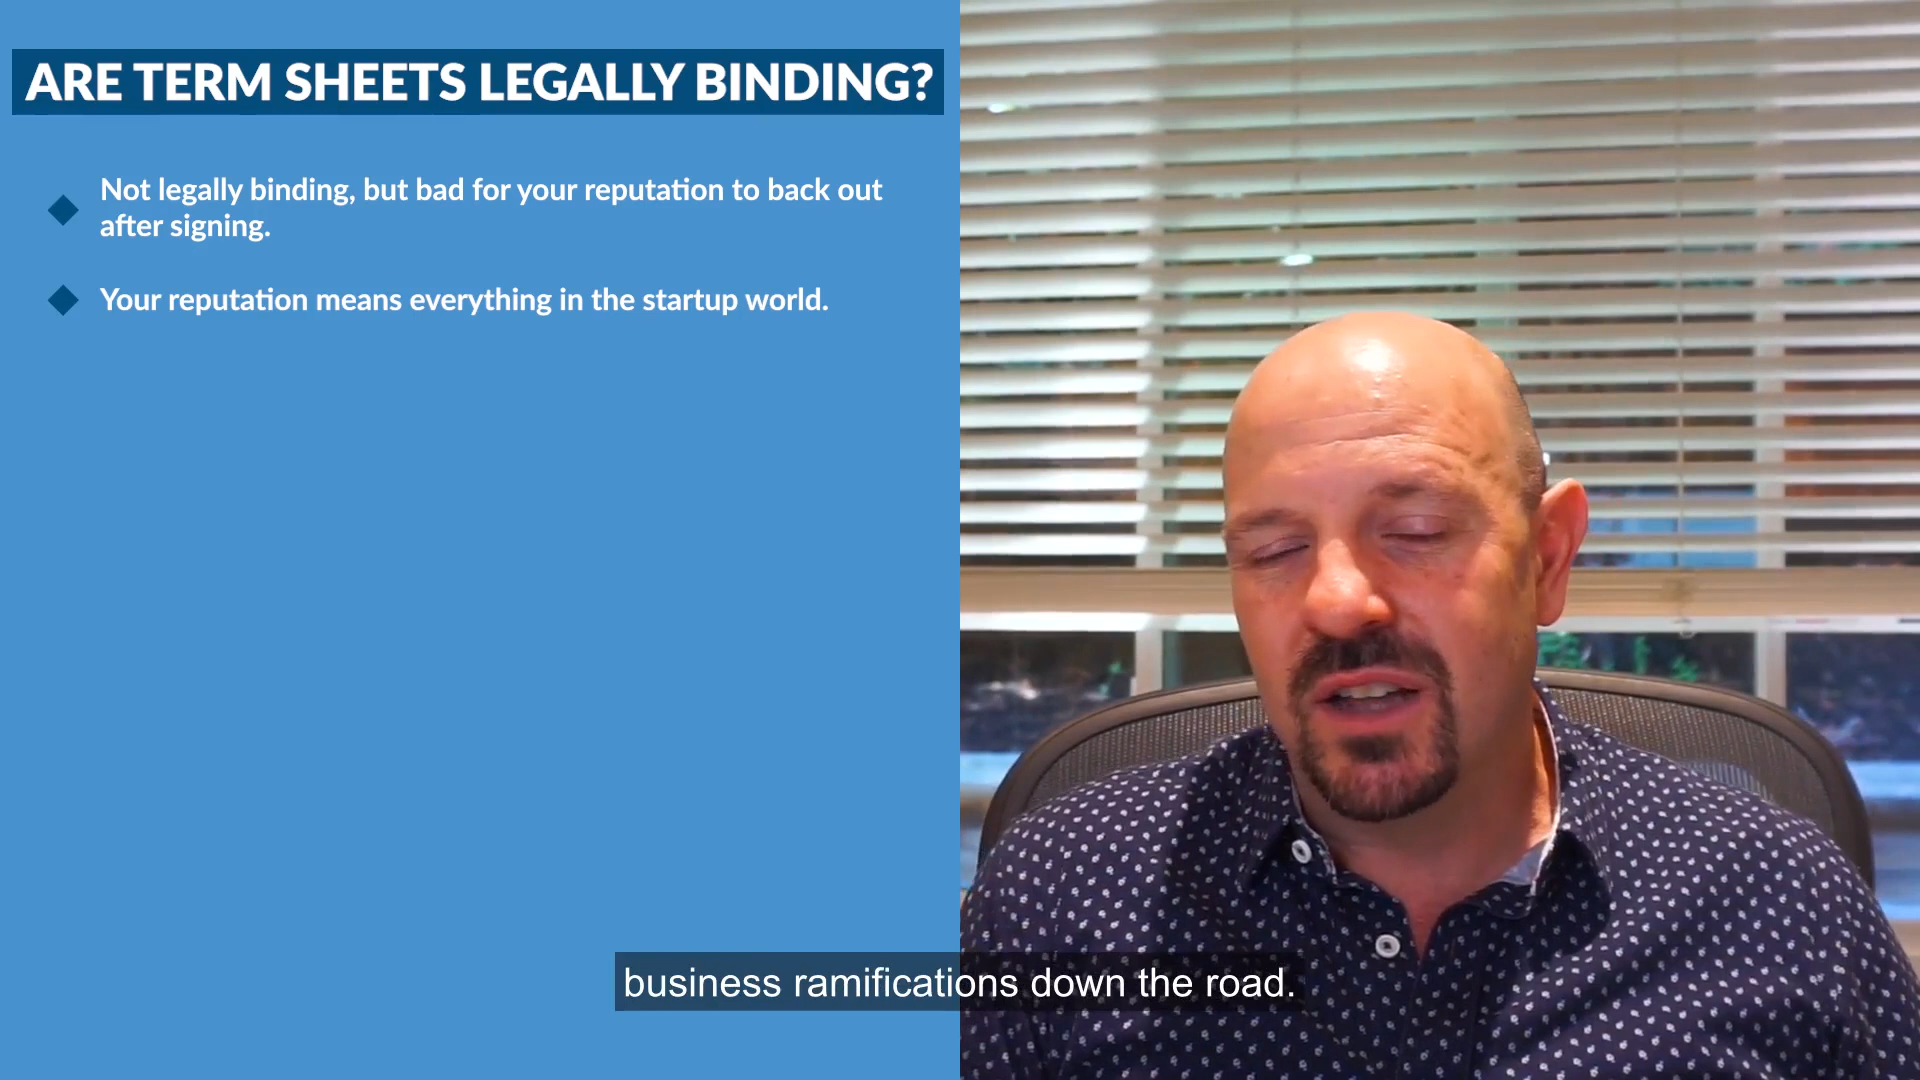 ARE TERM SHEETS LEGALLY BINDING?
Not legally binding, but bad for your reputation to back out
after signing.
Your reputation means everything in the startup world.
business ramifications down the road.